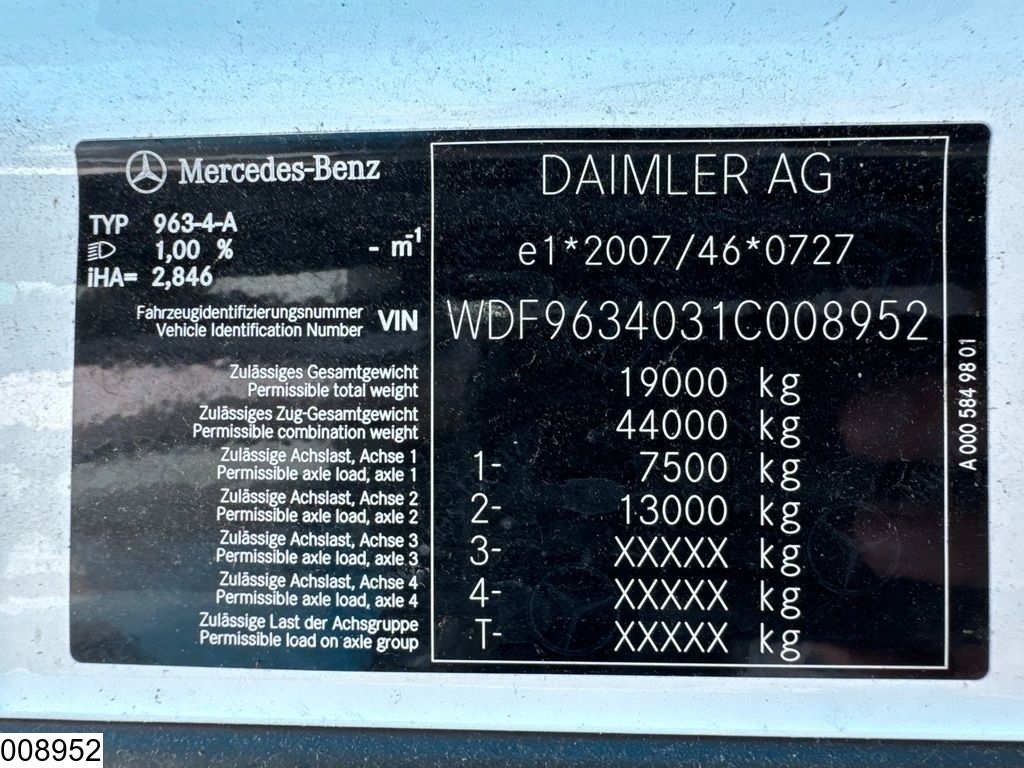 Mercedes-Benz
TYP 963-4-A
1,00 % - m-1
iHA= 2,846
DAIMLER AG
e1*2007/46*0727
Fahrzeugidentifizierungsnummer
Vehicle Identification Number VIN WDF9634031C008952
Zulässiges Gesamtgewicht
Permissible total weight 19000 kg
Zulässiges Zug-Gesamtgewicht
Permissible combination weight 44000 kg
Zulässige Achslast, Achse 1
Permissible axle load, axle 1 1- 7500 kg
Zulässige Achslast, Achse 2
Permissible axle load, axle 2 2- 13000 kg
Zulässige Achslast, Achse 3
Permissible axle load, axle 3 3- XXXXX kg
Zulässige Achslast, Achse 4
Permissible axle load, axle 4 4- XXXXX kg
Zulässige Last der Achsgruppe
Permissible load on axle group T- XXXXX kg
A 000 584 98 01
008952